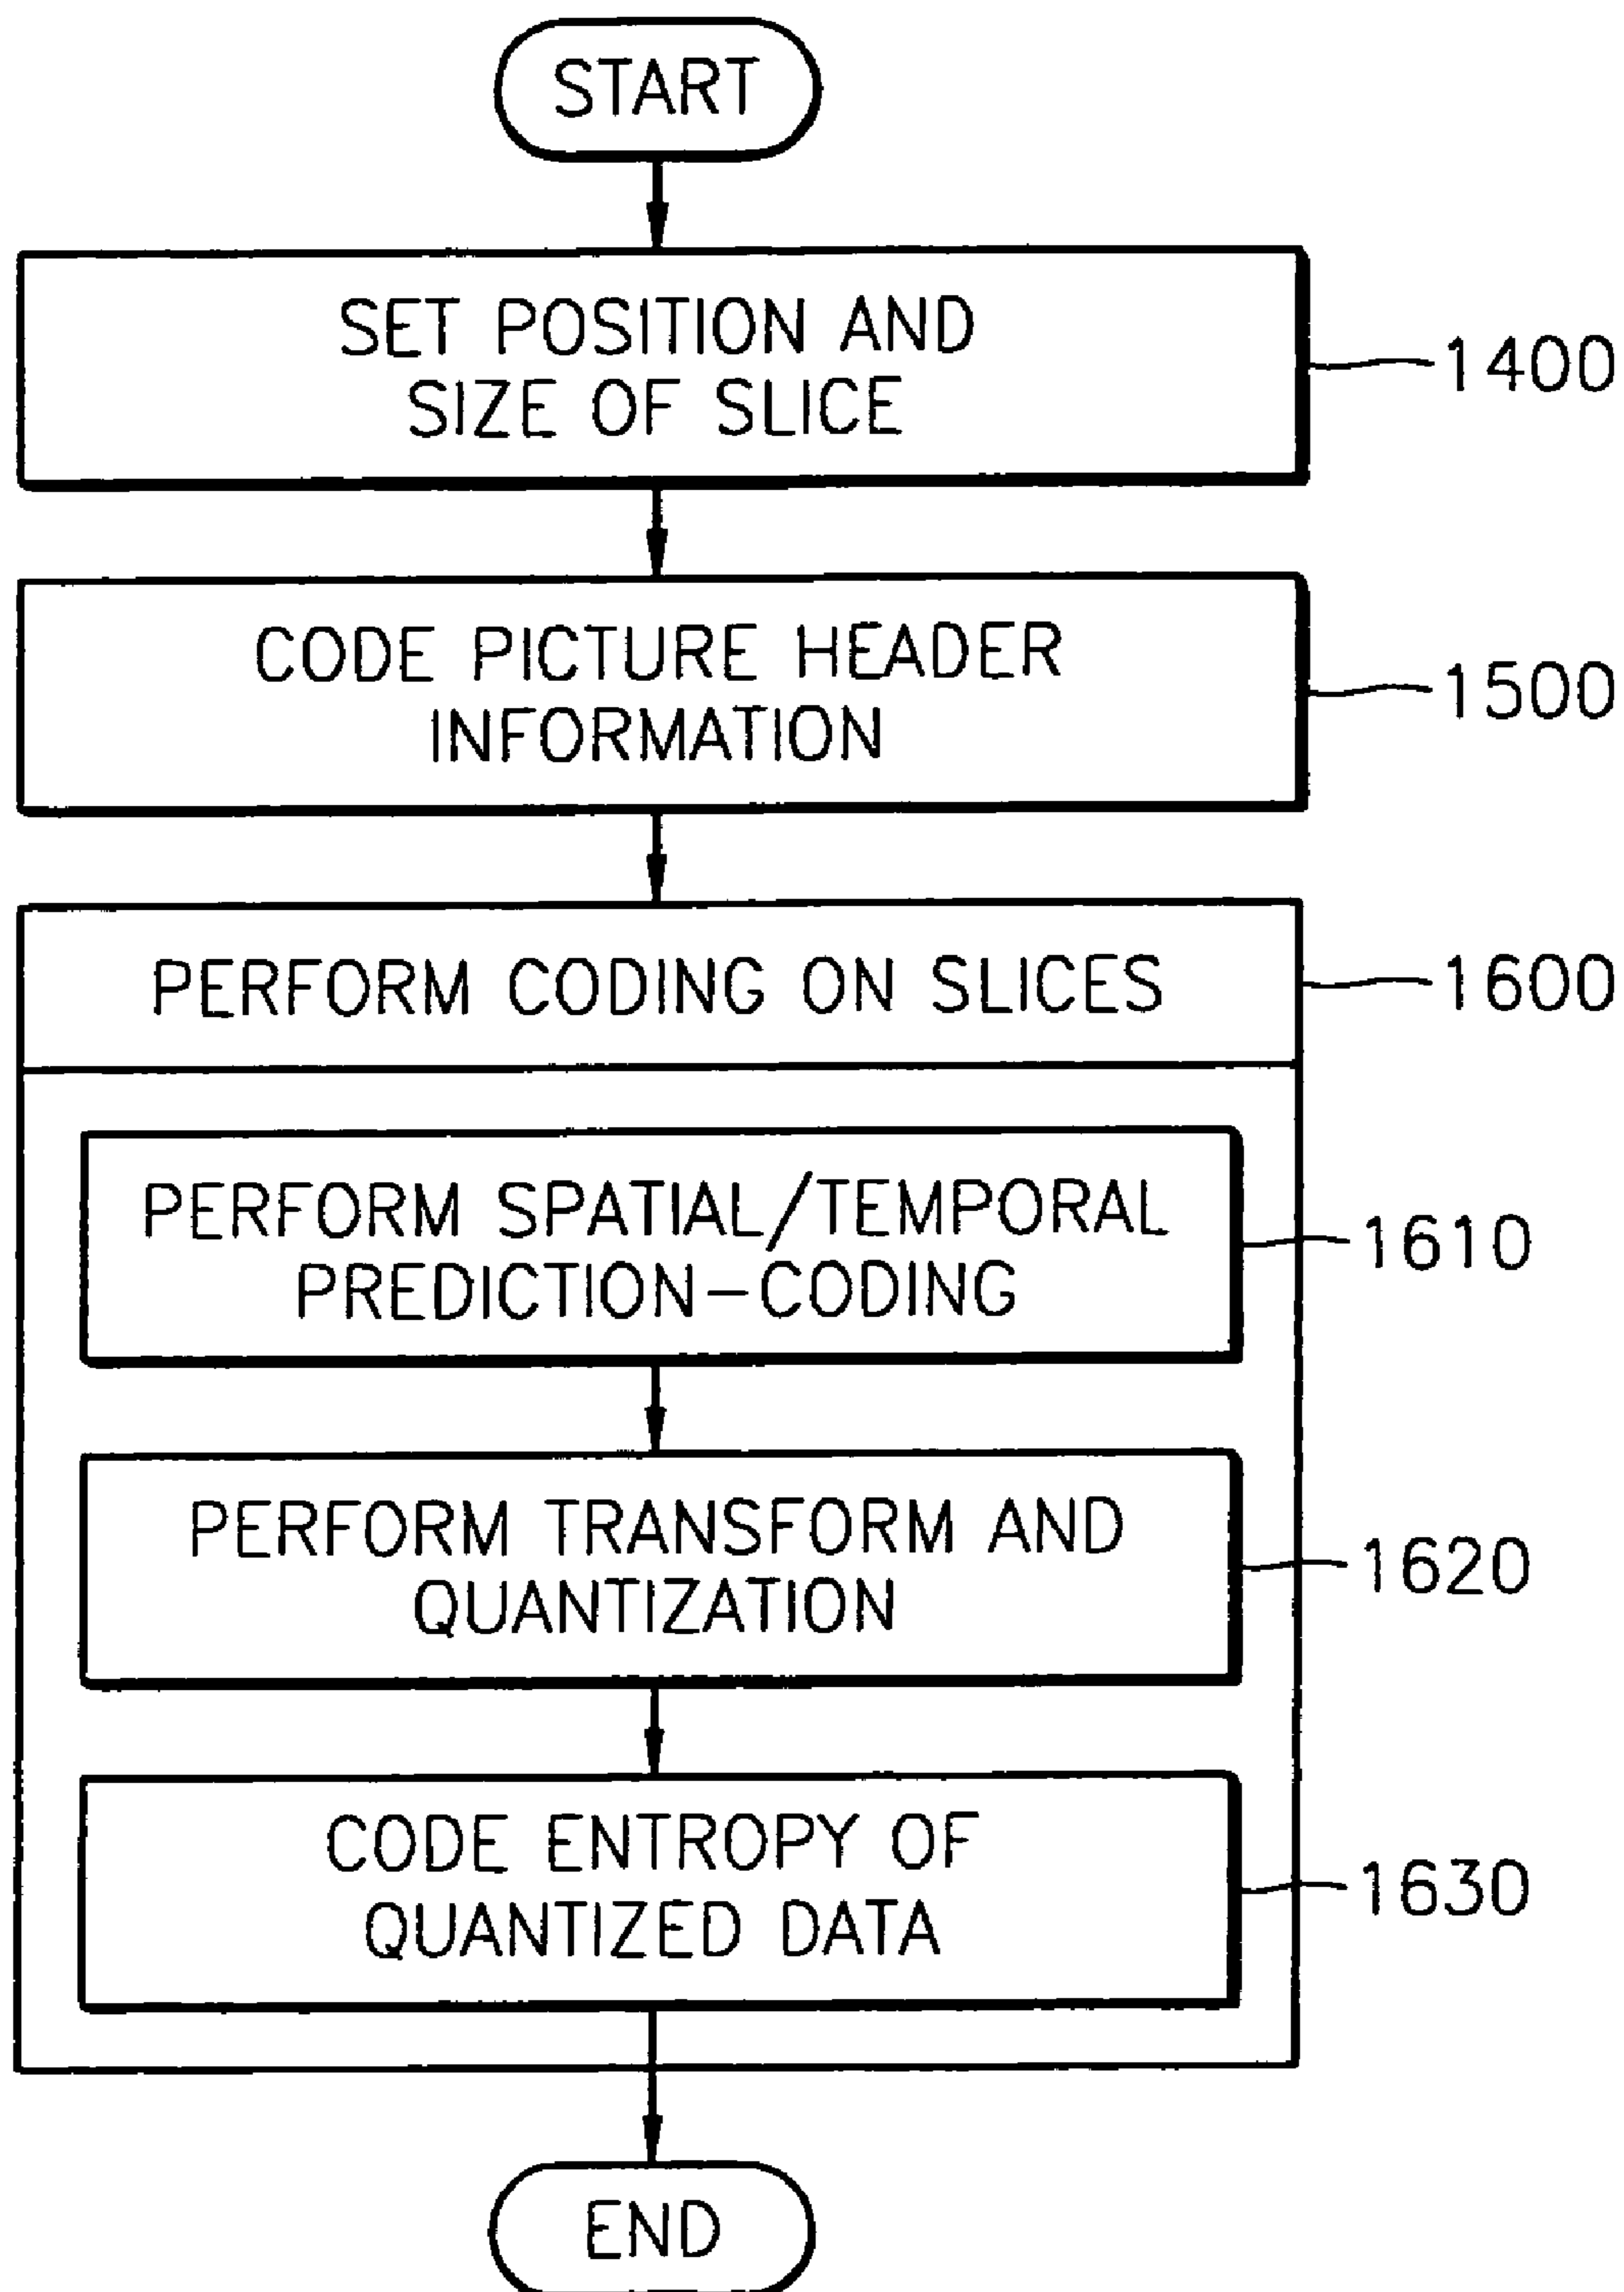 START
SET POSITION AND
SIZE OF SLICE
1400
CODE PICTURE HEADER
INFORMATION
1500
PERFORM CODING ON SLICES
1600
PERFORM SPATIAL/TEMPORAL
PREDICTION-CODING
1610
PERFORM TRANSFORM AND
QUANTIZATION
1620
CODE ENTROPY OF
QUANTIZED DATA
1630
END